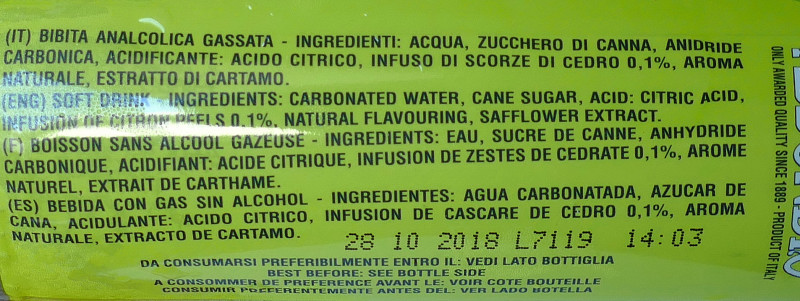 (IT) BIBITA ANALCOLICA GASSATA - INGREDIENTI: ACQUA, ZUCCHERO DI CANNA, ANIDRIDE
CARBONICA, ACIDIFICANTE: ACIDO CITRICO, INFUSO DI SCORZE DI CEDRO 0,1%, AROMA
NATURALE, ESTRATTO DI CARTAMO.
(ENG) SOFT DRINK - INGREDIENTS: CARBONATED WATER, CANE SUGAR, ACID: CITRIC ACID,
INFUSION OF CITRON PEELS 0,1%, NATURAL FLAVOURING, SAFFLOWER EXTRACT.
(F) BOISSON SANS ALCOOL GAZEUSE - INGREDIENTS: EAU, SUCRE DE CANNE, ANHYDRIDE
CARBONIQUE, ACIDIFIANT: ACIDE CITRIQUE, INFUSION DE ZESTES DE CEDRATE 0,1%, AROME
NATUREL, EXTRAIT DE CARTHAME.
(ES) BEBIDA CON GAS SIN ALCOHOL - INGREDIENTES: AGUA CARBONATADA, AZUCAR DE
CANA, ACIDULANTE: ACIDO CITRICO, INFUSION DE CASCARE DE CEDRO 0,1%, AROMA
NATURALE, EXTRACTO DE CARTAMO.
28 10 2018 L7119 14:03
DA CONSUMARSI PREFERIBILMENTE ENTRO IL: VEDI LATO BOTTIGLIA
BEST BEFORE: SEE BOTTLE SIDE
A CONSOMMER DE PREFERENCE AVANT LE: VOIR COTE BOUTEILLE
CONSUMIR PREFERENTEMENTE ANTES DEL: VER LADO BOTELLA
ONLY AWARDED QUALITY SINCE 1889 - PRODUCT OF ITALY